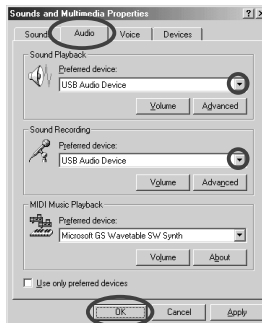 Sounds and Multimedia Properties
Sound Audio Voice Devices
Sound Playback
Preferred device:
USB Audio Device
Volume Advanced
Sound Recording
Preferred device:
USB Audio Device
Volume Advanced
MIDI Music Playback
Preferred device:
Microsoft GS Wavetable SW Synth
Volume About
Use only preferred devices
OK Cancel Apply